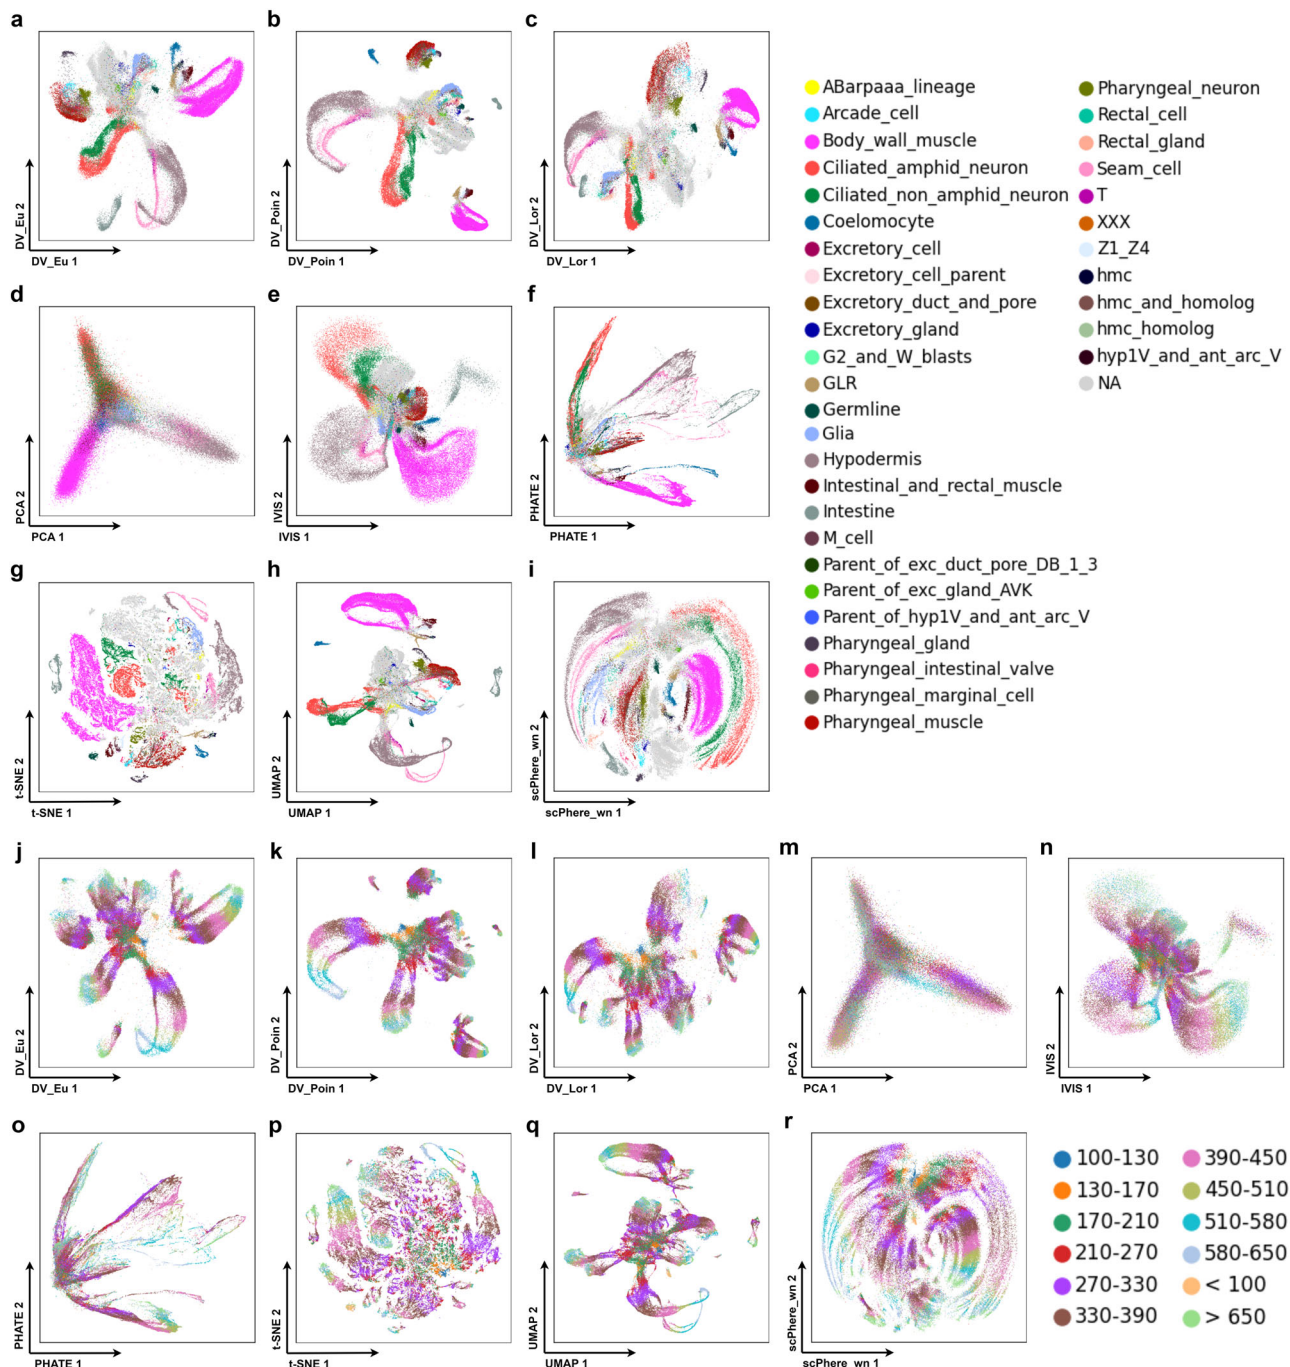 a
b
c
DV_Eu 2
DV_Eu 1
DV_Poin 2
DV_Poin 1
DV_Lor 2
DV_Lor 1
d
e
f
PCA 2
PCA 1
IVIS 2
IVIS 1
PHATE 2
PHATE 1
g
h
i
t-SNE 2
t-SNE 1
UMAP 2
UMAP 1
scPhere_wn 2
scPhere_wn 1
ABarpaaa_lineage
Arcade_cell
Body_wall_muscle
Ciliated_amphid_neuron
Ciliated_non_amphid_neuron
Coelomocyte
Excretory_cell
Excretory_cell_parent
Excretory_duct_and_pore
Excretory_gland
G2_and_W_blasts
GLR
Germline
Glia
Hypodermis
Intestinal_and_rectal_muscle
Intestine
M_cell
Parent_of_exc_duct_pore_DB_1_3
Parent_of_exc_gland_AVK
Parent_of_hyp1V_and_ant_arc_V
Pharyngeal_gland
Pharyngeal_intestinal_valve
Pharyngeal_marginal_cell
Pharyngeal_muscle
Pharyngeal_neuron
Rectal_cell
Rectal_gland
Seam_cell
T
XXX
Z1_Z4
hmc
hmc_and_homolog
hmc_homolog
hyp1V_and_ant_arc_V
NA
j
k
l
m
n
DV_Eu 2
DV_Eu 1
DV_Poin 2
DV_Poin 1
DV_Lor 2
DV_Lor 1
PCA 2
PCA 1
IVIS 2
IVIS 1
o
p
q
r
PHATE 2
PHATE 1
t-SNE 2
t-SNE 1
UMAP 2
UMAP 1
scPhere_wn 2
scPhere_wn 1
100-130
130-170
170-210
210-270
270-330
330-390
390-450
450-510
510-580
580-650
< 100
> 650